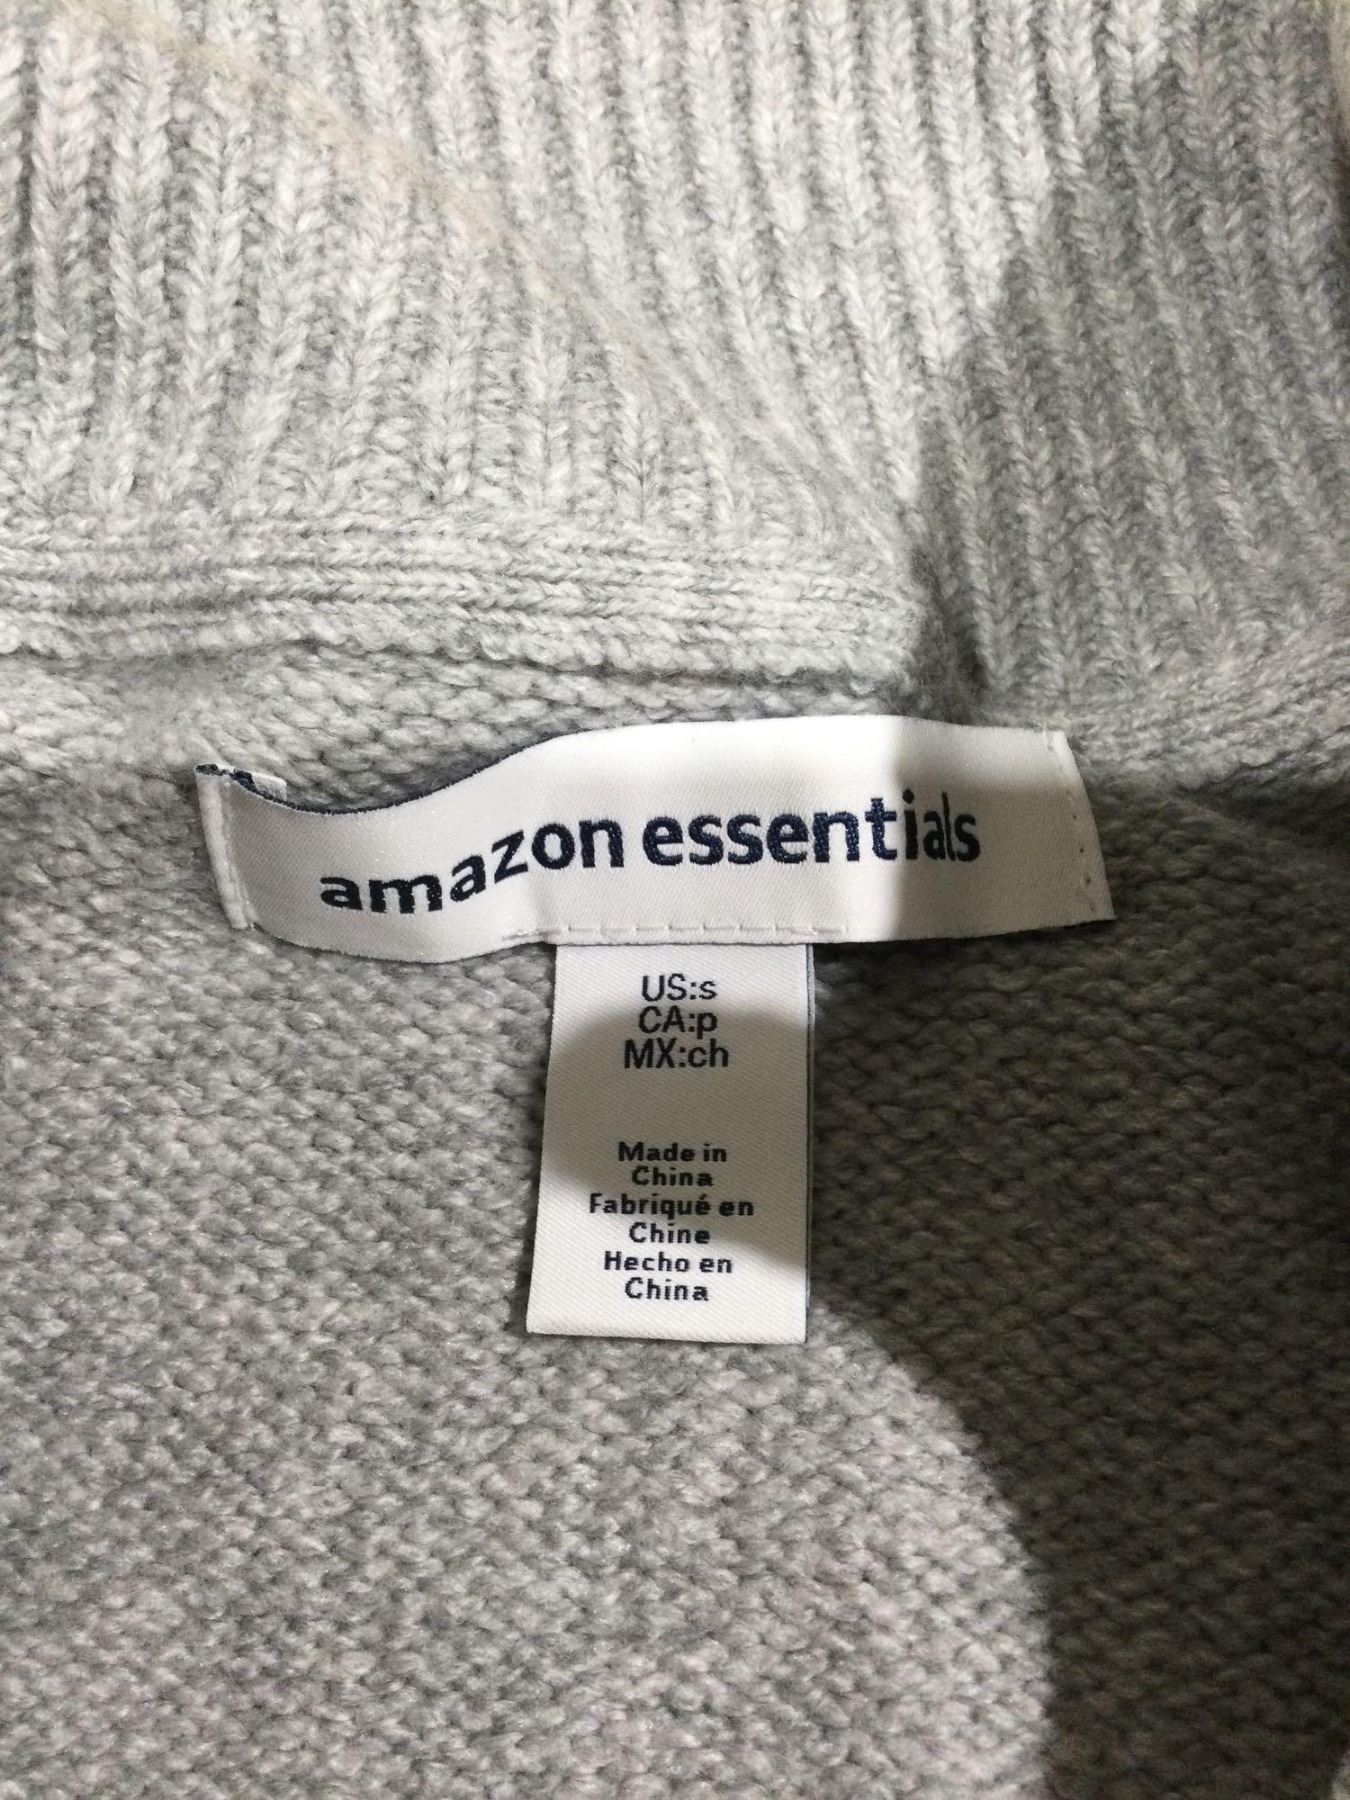 amazon essentials
US:s
CA:p
MX:ch
Made in
China
Fabriqué en
Chine
Hecho en
China